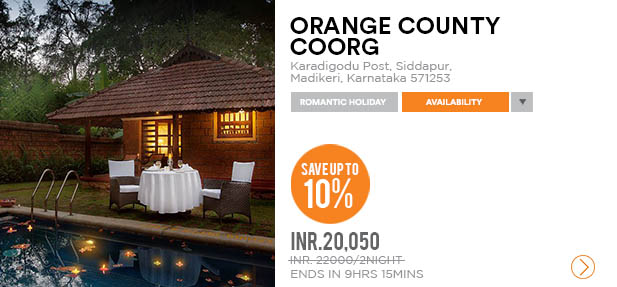 ORANGE COUNTY
COORG
Karadigodu Post, Siddapur,
Madikeri, Karnataka 571253
ROMANTIC HOLIDAY
AVAILABILITY
SAVE UP TO
10%
INR.20,050
INR. 22000/2NIGHT
ENDS IN 9HRS 15MINS